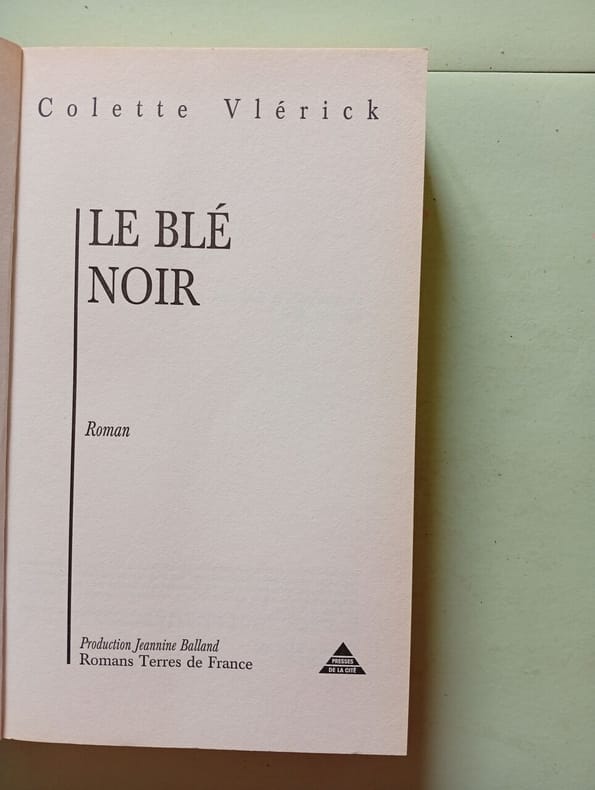 Colette Vlérick
LE BLÉ
NOIR
Roman
Production Jeannine Balland
Romans Terres de France
PRESSES
DE LA CITÉ